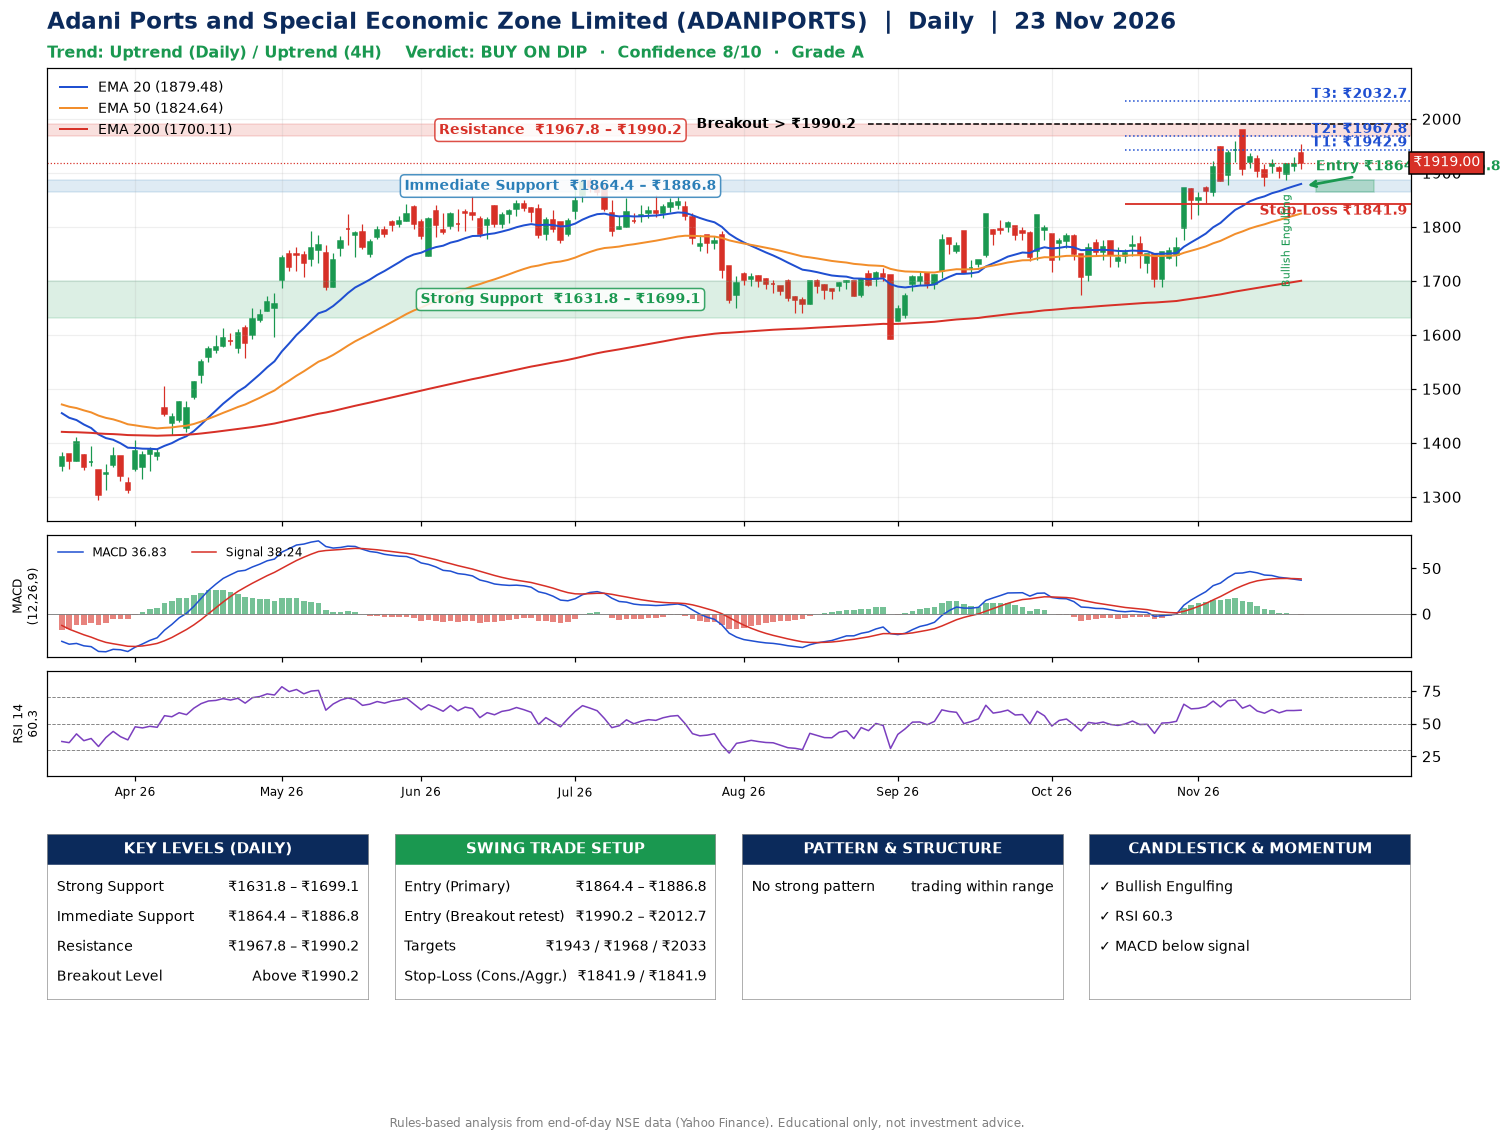 Adani Ports and Special Economic Zone Limited (ADANIPORTS)  |  Daily  |  23 Nov 2026
Trend: Uptrend (Daily) / Uptrend (4H)    Verdict: BUY ON DIP  ·  Confidence 8/10  ·  Grade A
EMA 20 (1879.48)
EMA 50 (1824.64)
EMA 200 (1700.11)
T3: ₹2032.7
Resistance  ₹1967.8 – ₹1990.2
Breakout > ₹1990.2
T2: ₹1967.8
T1: ₹1942.9
₹1919.00
Entry ₹1864
.8
Immediate Support  ₹1864.4 – ₹1886.8
Stop-Loss ₹1841.9
Bullish Engulfing
Strong Support  ₹1631.8 – ₹1699.1
2000
1900
1800
1700
1600
1500
1400
1300
MACD 36.83
Signal 38.24
MACD
(12,26,9)
50
0
RSI 14
60.3
75
50
25
Apr 26
May 26
Jun 26
Jul 26
Aug 26
Sep 26
Oct 26
Nov 26
KEY LEVELS (DAILY)
Strong Support ₹1631.8 – ₹1699.1
Immediate Support ₹1864.4 – ₹1886.8
Resistance ₹1967.8 – ₹1990.2
Breakout Level Above ₹1990.2
SWING TRADE SETUP
Entry (Primary) ₹1864.4 – ₹1886.8
Entry (Breakout retest) ₹1990.2 – ₹2012.7
Targets ₹1943 / ₹1968 / ₹2033
Stop-Loss (Cons./Aggr.) ₹1841.9 / ₹1841.9
PATTERN & STRUCTURE
No strong pattern trading within range
CANDLESTICK & MOMENTUM
✓ Bullish Engulfing
✓ RSI 60.3
✓ MACD below signal
Rules-based analysis from end-of-day NSE data (Yahoo Finance). Educational only, not investment advice.